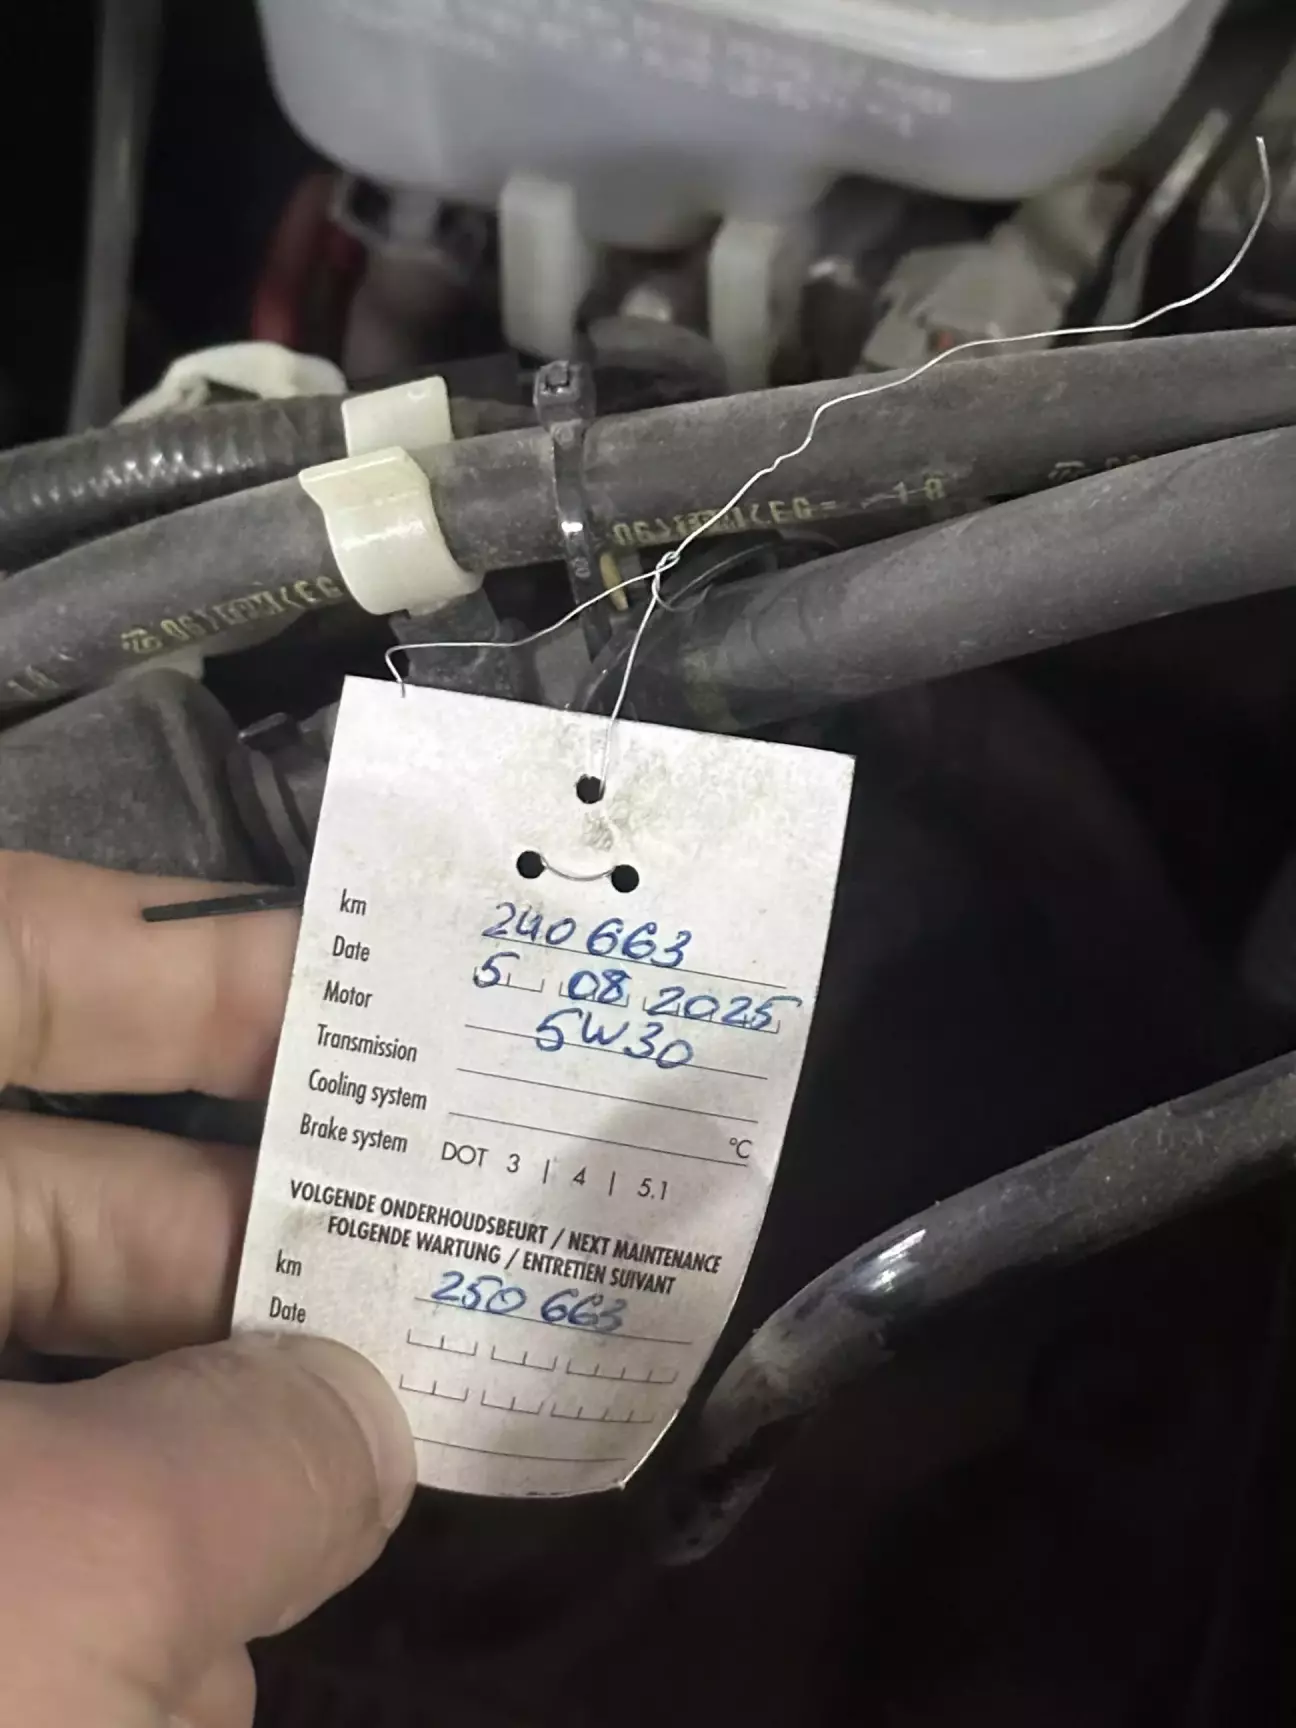 km 240 663
Date 5 08 2025
Motor 5W30
Transmission
Cooling system °C
Brake system DOT 3 | 4 | 5.1
VOLGENDE ONDERHOUDSBEURT / NEXT MAINTENANCE
FOLGENDE WARTUNG / ENTRETIEN SUIVANT
km 250 663
Date